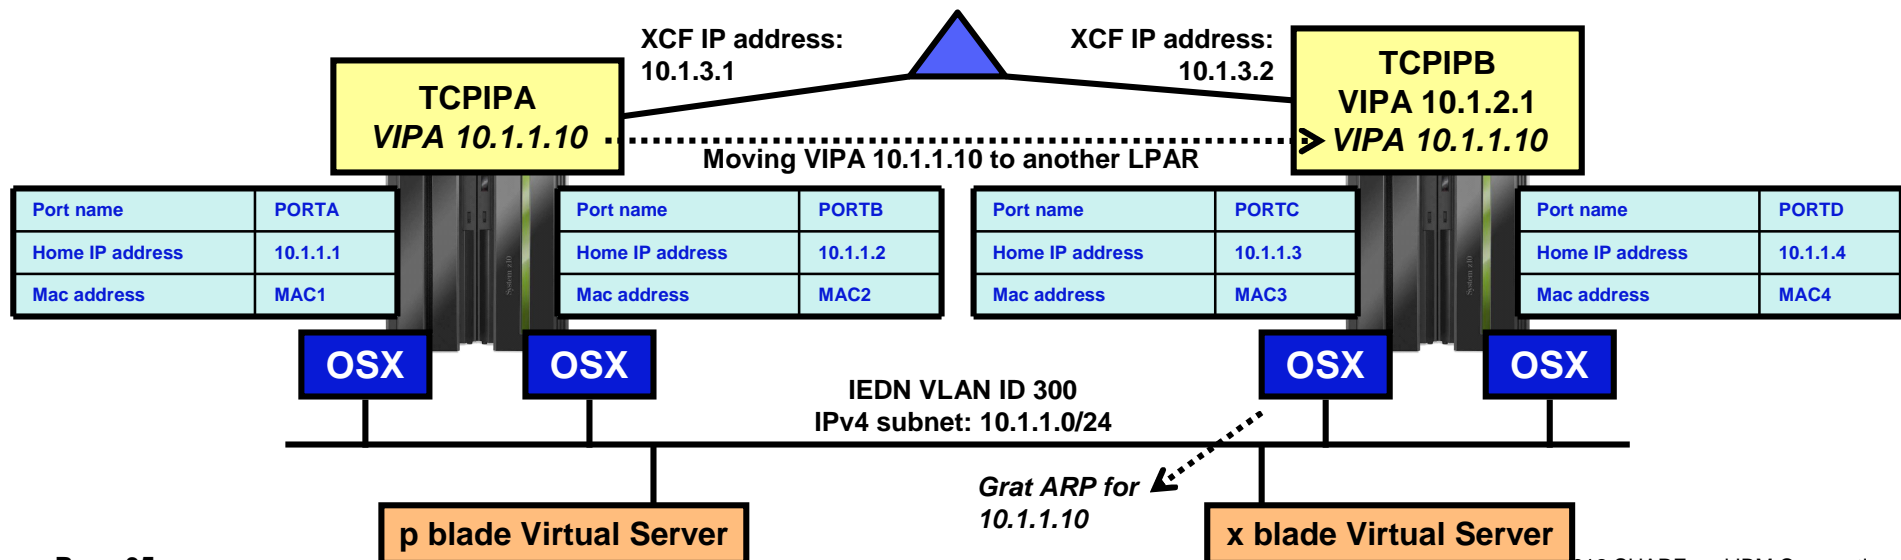 XCF IP address:
10.1.3.1
XCF IP address:
10.1.3.2
TCPIPA
VIPA 10.1.1.10
TCPIPB
VIPA 10.1.2.1
VIPA 10.1.1.10
Moving VIPA 10.1.1.10 to another LPAR
Port name PORTA
Home IP address 10.1.1.1
Mac address MAC1
Port name PORTB
Home IP address 10.1.1.2
Mac address MAC2
Port name PORTC
Home IP address 10.1.1.3
Mac address MAC3
Port name PORTD
Home IP address 10.1.1.4
Mac address MAC4
System z10
System z10
OSX
OSX
OSX
OSX
IEDN VLAN ID 300
IPv4 subnet: 10.1.1.0/24
Grat ARP for
10.1.1.10
p blade Virtual Server
x blade Virtual Server